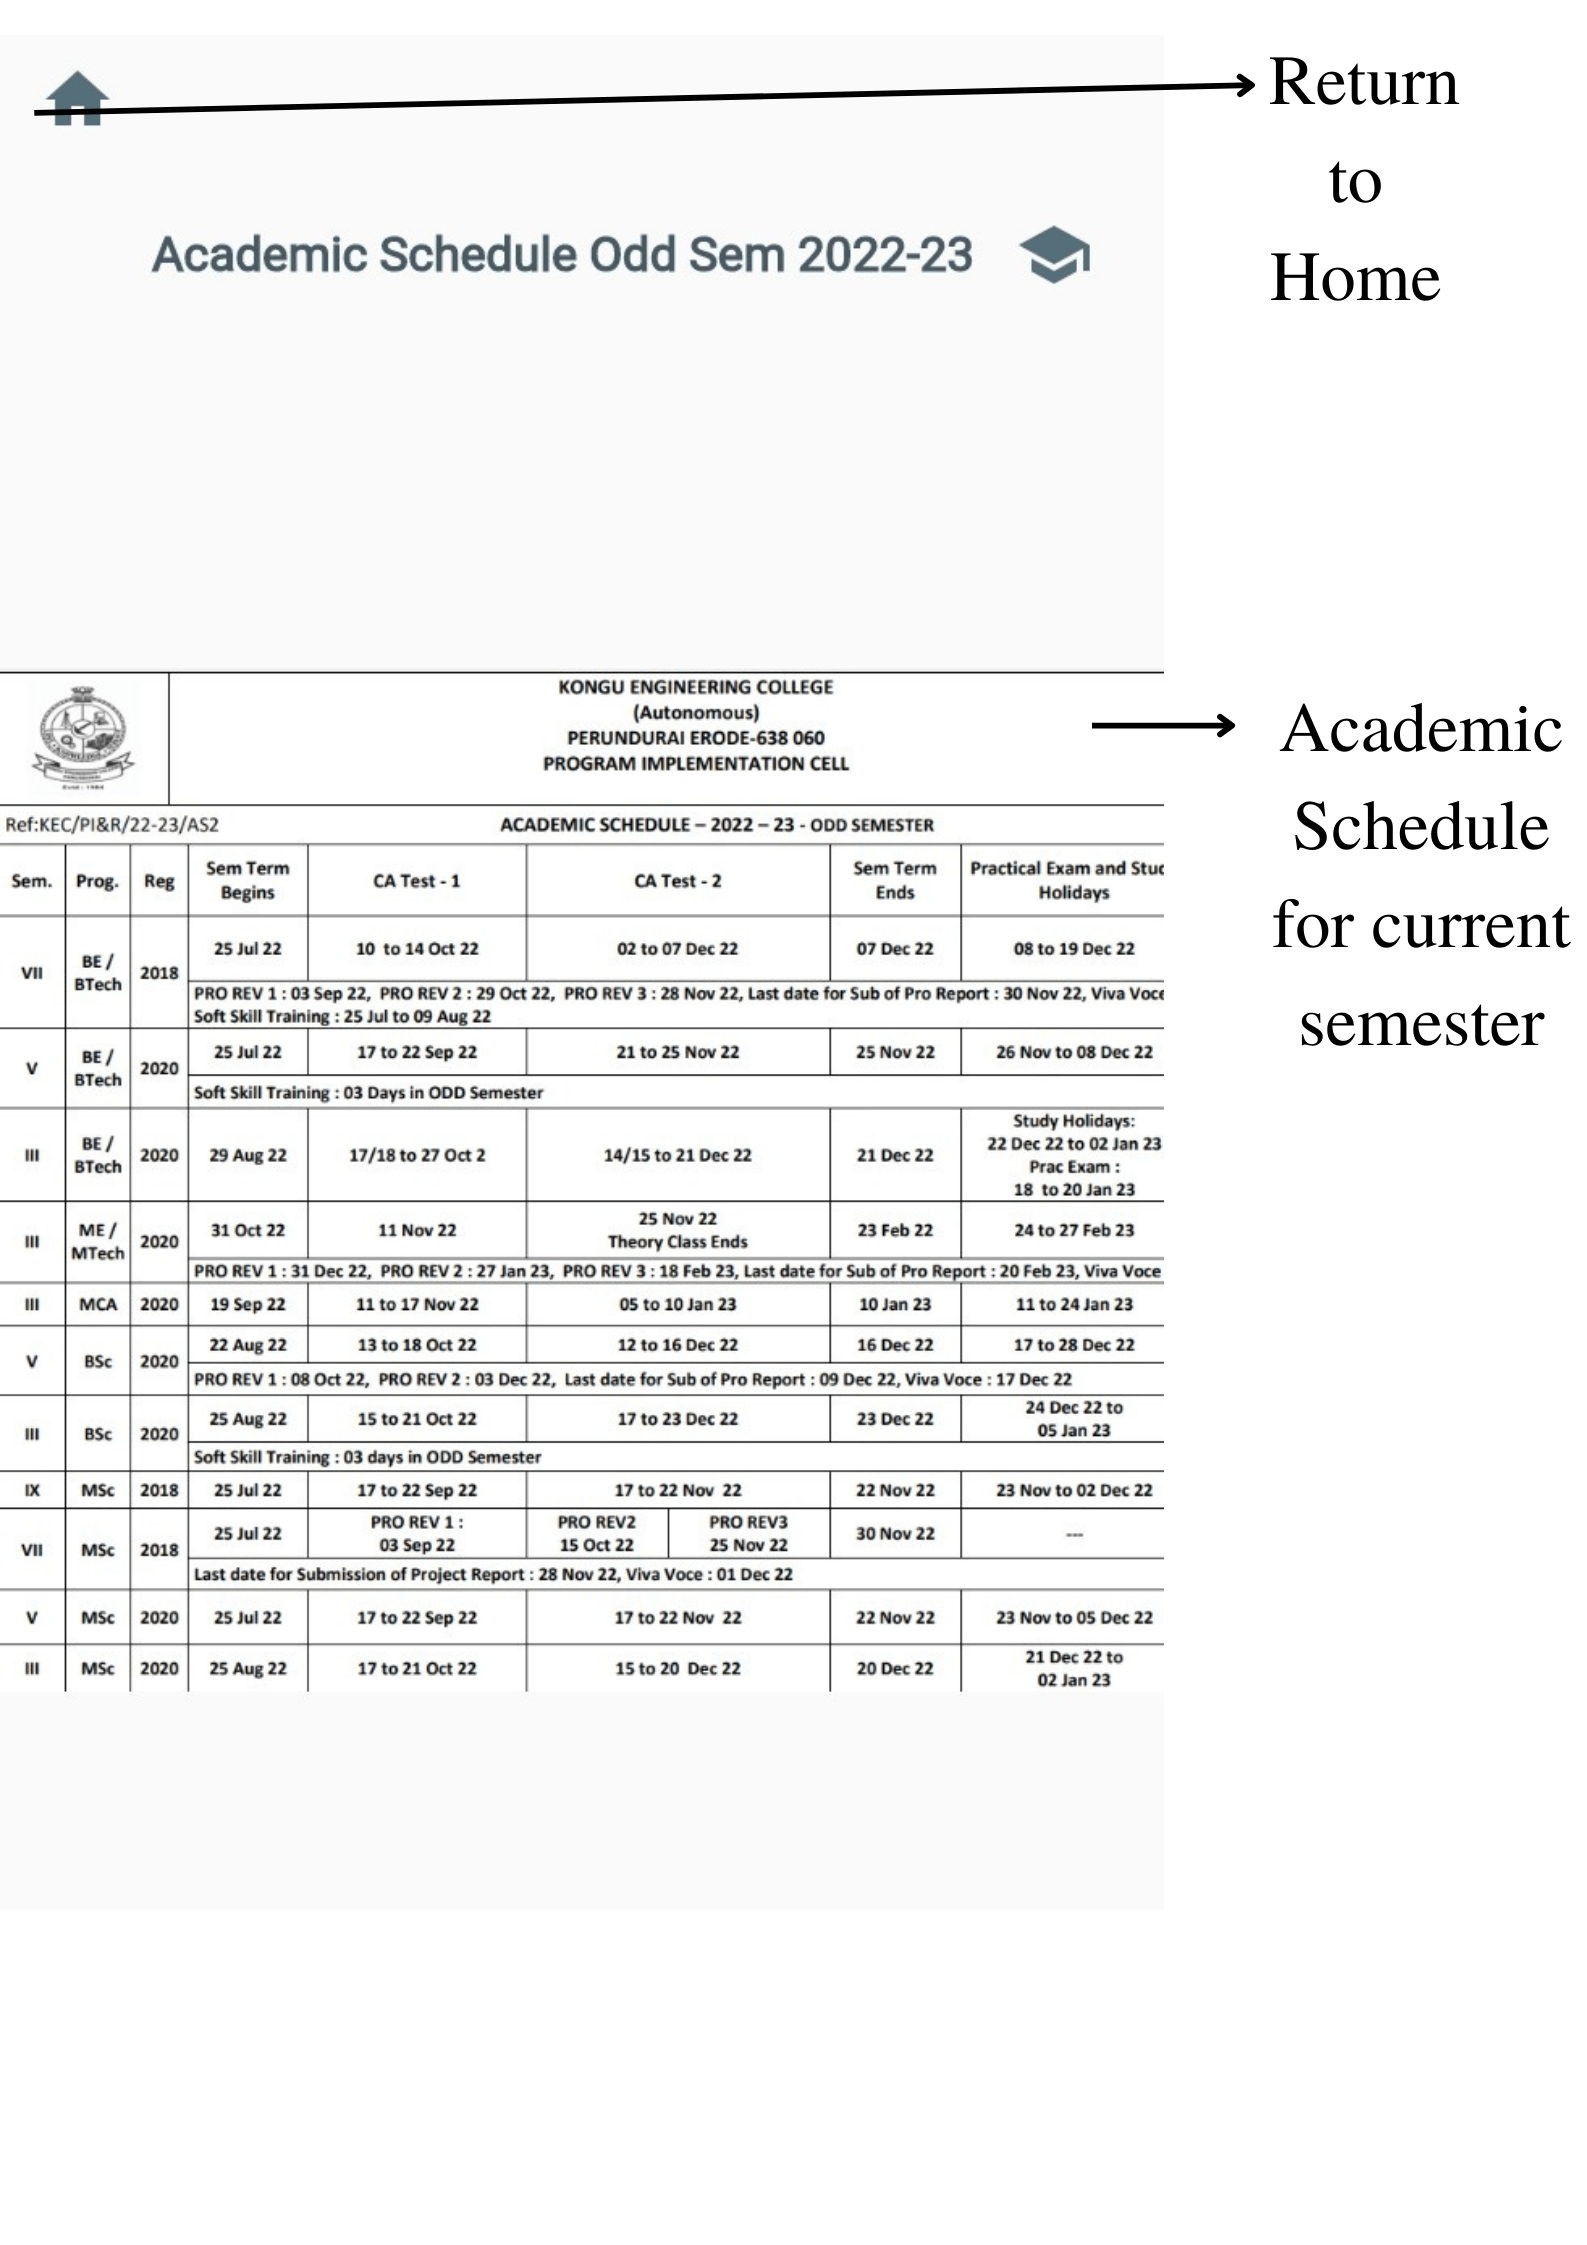 Return
to
Home
Academic Schedule Odd Sem 2022-23
KONGU ENGINEERING COLLEGE
(Autonomous)
PERUNDURAI ERODE-638 060
PROGRAM IMPLEMENTATION CELL
Academic
Schedule
for current
semester
Ref:KEC/PI&R/22-23/AS2 ACADEMIC SCHEDULE – 2022 – 23 - ODD SEMESTER
Sem. Prog. Reg Sem Term Begins CA Test - 1 CA Test - 2 Sem Term Ends Practical Exam and Stud Holidays
VII BE / BTech 2018 25 Jul 22 10 to 14 Oct 22 02 to 07 Dec 22 07 Dec 22 08 to 19 Dec 22
PRO REV 1 : 03 Sep 22, PRO REV 2 : 29 Oct 22, PRO REV 3 : 28 Nov 22, Last date for Sub of Pro Report : 30 Nov 22, Viva Voce
Soft Skill Training : 25 Jul to 09 Aug 22
V BE / BTech 2020 25 Jul 22 17 to 22 Sep 22 21 to 25 Nov 22 25 Nov 22 26 Nov to 08 Dec 22
Soft Skill Training : 03 Days in ODD Semester
III BE / BTech 2020 29 Aug 22 17/18 to 27 Oct 2 14/15 to 21 Dec 22 21 Dec 22 Study Holidays: 22 Dec 22 to 02 Jan 23 Prac Exam : 18 to 20 Jan 23
III ME / MTech 2020 31 Oct 22 11 Nov 22 25 Nov 22 Theory Class Ends 23 Feb 22 24 to 27 Feb 23
PRO REV 1 : 31 Dec 22, PRO REV 2 : 27 Jan 23, PRO REV 3 : 18 Feb 23, Last date for Sub of Pro Report : 20 Feb 23, Viva Voce
III MCA 2020 19 Sep 22 11 to 17 Nov 22 05 to 10 Jan 23 10 Jan 23 11 to 24 Jan 23
V BSc 2020 22 Aug 22 13 to 18 Oct 22 12 to 16 Dec 22 16 Dec 22 17 to 28 Dec 22
PRO REV 1 : 08 Oct 22, PRO REV 2 : 03 Dec 22, Last date for Sub of Pro Report : 09 Dec 22, Viva Voce : 17 Dec 22
III BSc 2020 25 Aug 22 15 to 21 Oct 22 17 to 23 Dec 22 23 Dec 22 24 Dec 22 to 05 Jan 23
Soft Skill Training : 03 days in ODD Semester
IX MSc 2018 25 Jul 22 17 to 22 Sep 22 17 to 22 Nov 22 22 Nov 22 23 Nov to 02 Dec 22
VII MSc 2018 25 Jul 22 PRO REV 1 : 03 Sep 22 PRO REV2 15 Oct 22 PRO REV3 25 Nov 22 30 Nov 22 ---
Last date for Submission of Project Report : 28 Nov 22, Viva Voce : 01 Dec 22
V MSc 2020 25 Jul 22 17 to 22 Sep 22 17 to 22 Nov 22 22 Nov 22 23 Nov to 05 Dec 22
III MSc 2020 25 Aug 22 17 to 21 Oct 22 15 to 20 Dec 22 20 Dec 22 21 Dec 22 to 02 Jan 23